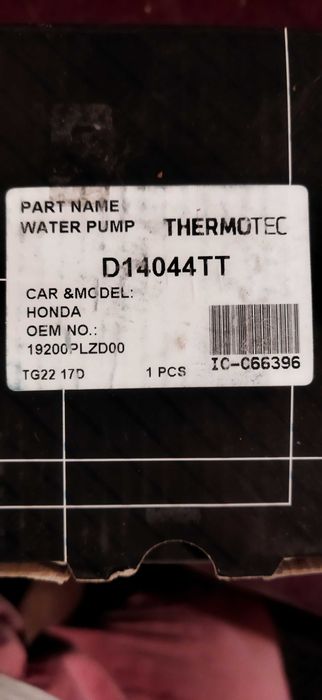 PART NAME
WATER PUMP THERMOTEC
D14044TT
CAR &MODEL:
HONDA
OEM NO.:
19200PLZD00
IC-C66396
TG22 17D 1 PCS